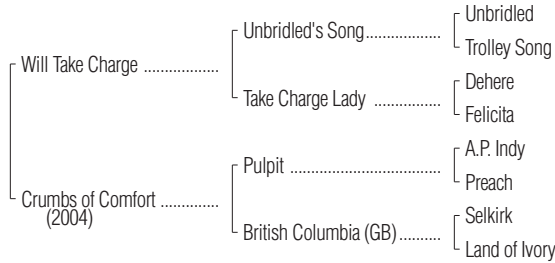 Unbridled
Unbridled's Song..................
Trolley Song
Will Take Charge ..................
Dehere
Take Charge Lady ................
Felicita
A.P. Indy
Pulpit ....................................
Preach
Crumbs of Comfort ..............
(2004)
Selkirk
British Columbia (GB)..........
Land of Ivory